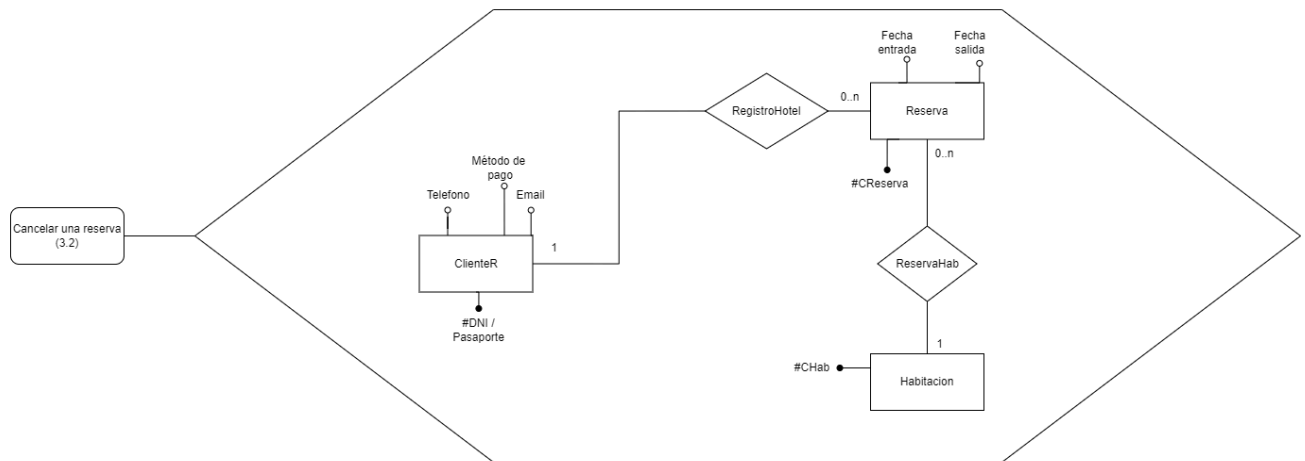 Fecha
entrada
Fecha
salida
0..n
RegistroHotel
Reserva
0..n
#CReserva
Método de
pago
Telefono
Email
Cancelar una reserva
(3.2)
1
ClienteR
ReservaHab
#DNI /
Pasaporte
1
#CHab
Habitacion